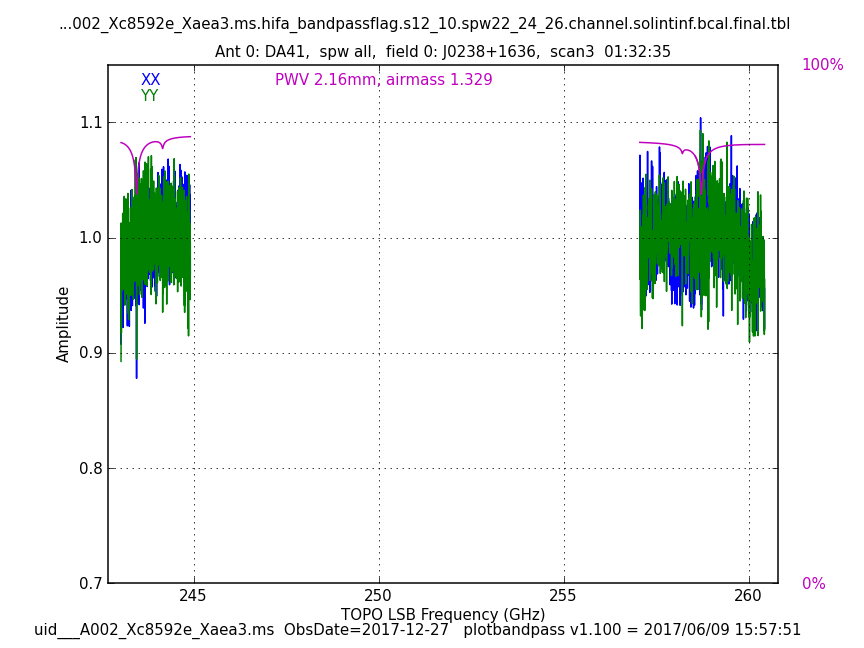 ...002_Xc8592e_Xaea3.ms.hifa_bandpassflag.s12_10.spw22_24_26.channel.solintinf.bcal.final.tbl
Ant 0: DA41,  spw all,  field 0: J0238+1636,  scan3  01:32:35
XX
YY
PWV 2.16mm, airmass 1.329
100%
0%
1.1
1.0
0.9
0.8
0.7
Amplitude
245
250
255
260
TOPO LSB Frequency (GHz)
uid___A002_Xc8592e_Xaea3.ms  ObsDate=2017-12-27   plotbandpass v1.100 = 2017/06/09 15:57:51